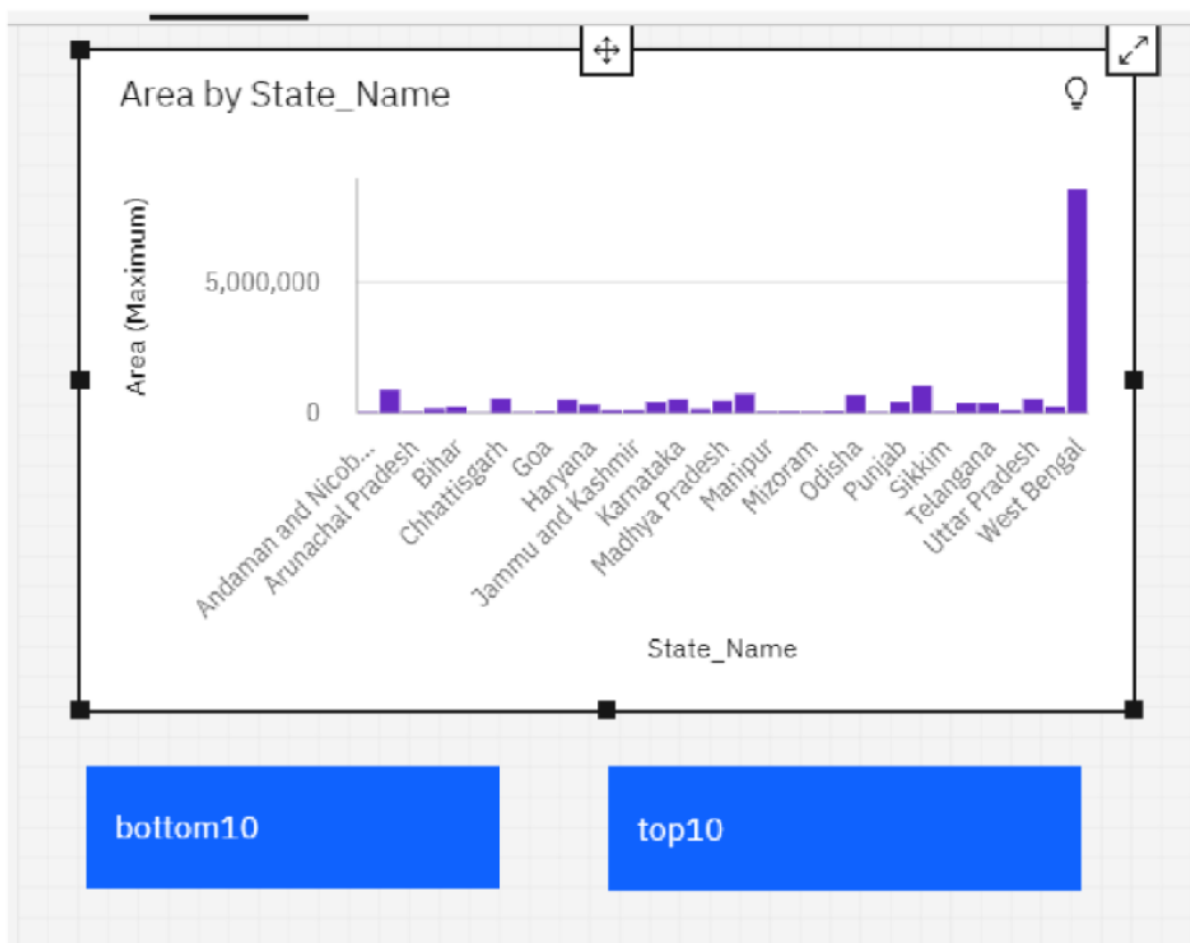 Area by State_Name
Area (Maximum)
5,000,000
0
Andaman and Nicob...
Arunachal Pradesh
Bihar
Chhattisgarh
Goa
Haryana
Jammu and Kashmir
Karnataka
Madhya Pradesh
Manipur
Mizoram
Odisha
Punjab
Sikkim
Telangana
Uttar Pradesh
West Bengal
State_Name
bottom10
top10